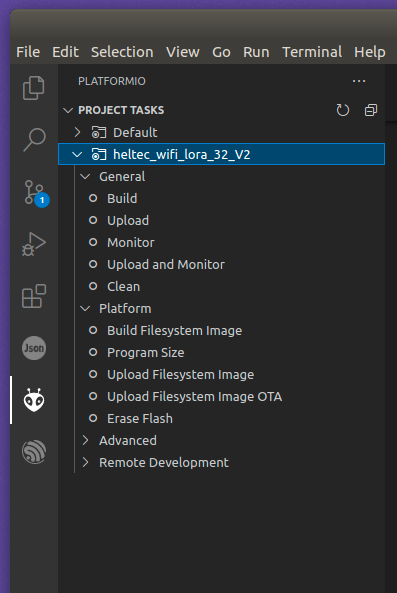 File Edit Selection View Go Run Terminal Help
PLATFORMIO
PROJECT TASKS
Default
heltec_wifi_lora_32_V2
General
Build
1
Upload
Monitor
Upload and Monitor
Clean
Platform
Build Filesystem Image
Json
Program Size
Upload Filesystem Image
Upload Filesystem Image OTA
Erase Flash
Advanced
Remote Development